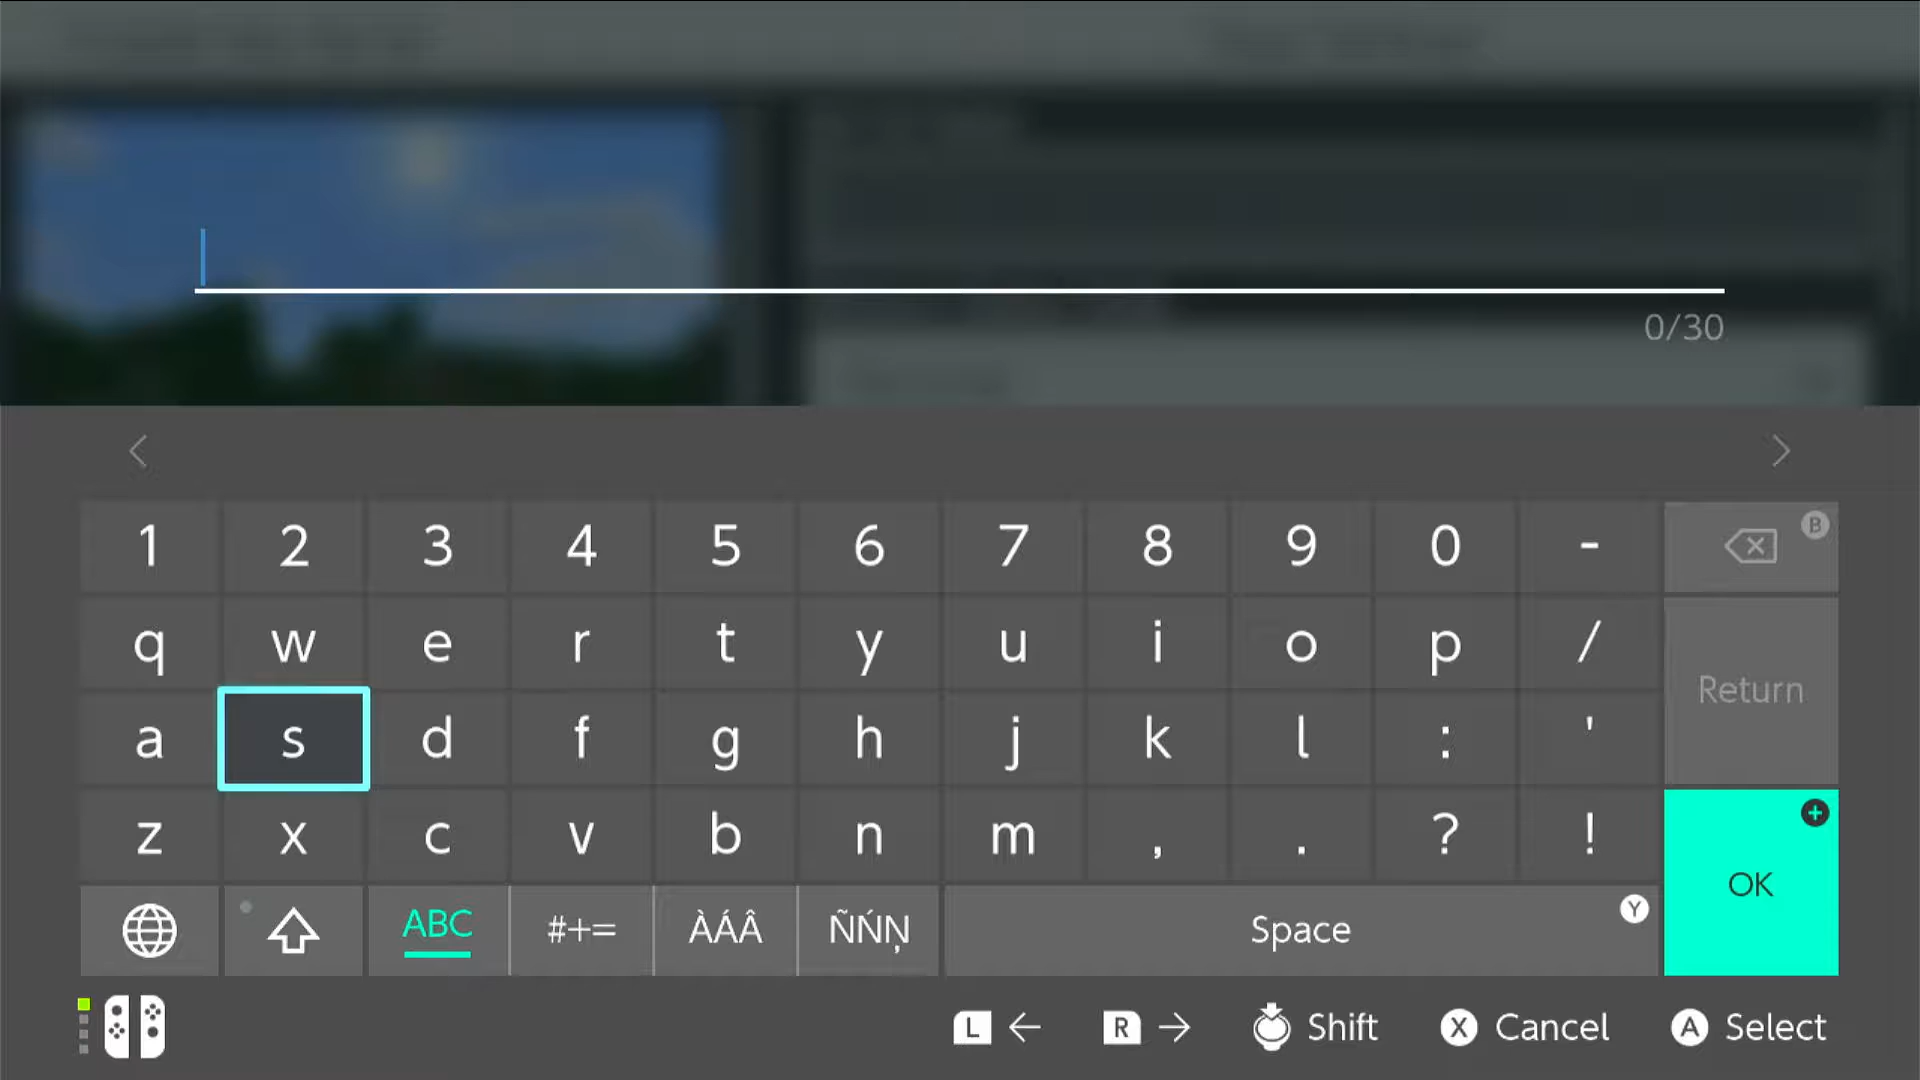 0/30
1 2 3 4 5 6 7 8 9 0 - B
q w e r t y u i o p /
Return
a s d f g h j k l : '
z x c v b n m , . ? !
OK
ABC #+= ÀÁÂ ÑŃŅ Space Y
L ← R → Shift X Cancel A Select